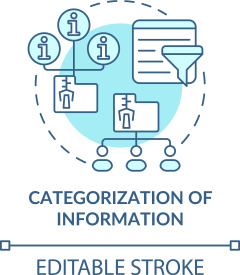 i
i
i
CATEGORIZATION OF
INFORMATION
EDITABLE STROKE